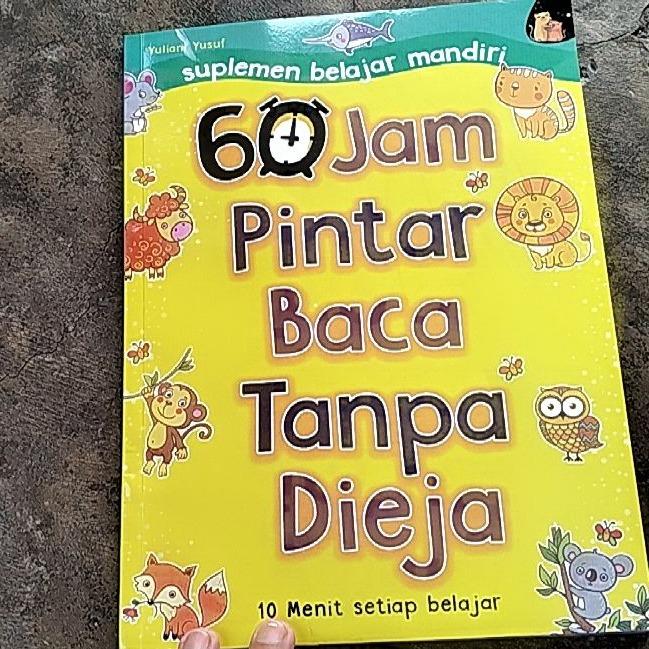 Yuliani Yusuf
suplemen belajar mandiri
60 Jam
Pintar
Baca
Tanpa
Dieja
10 Menit setiap belajar